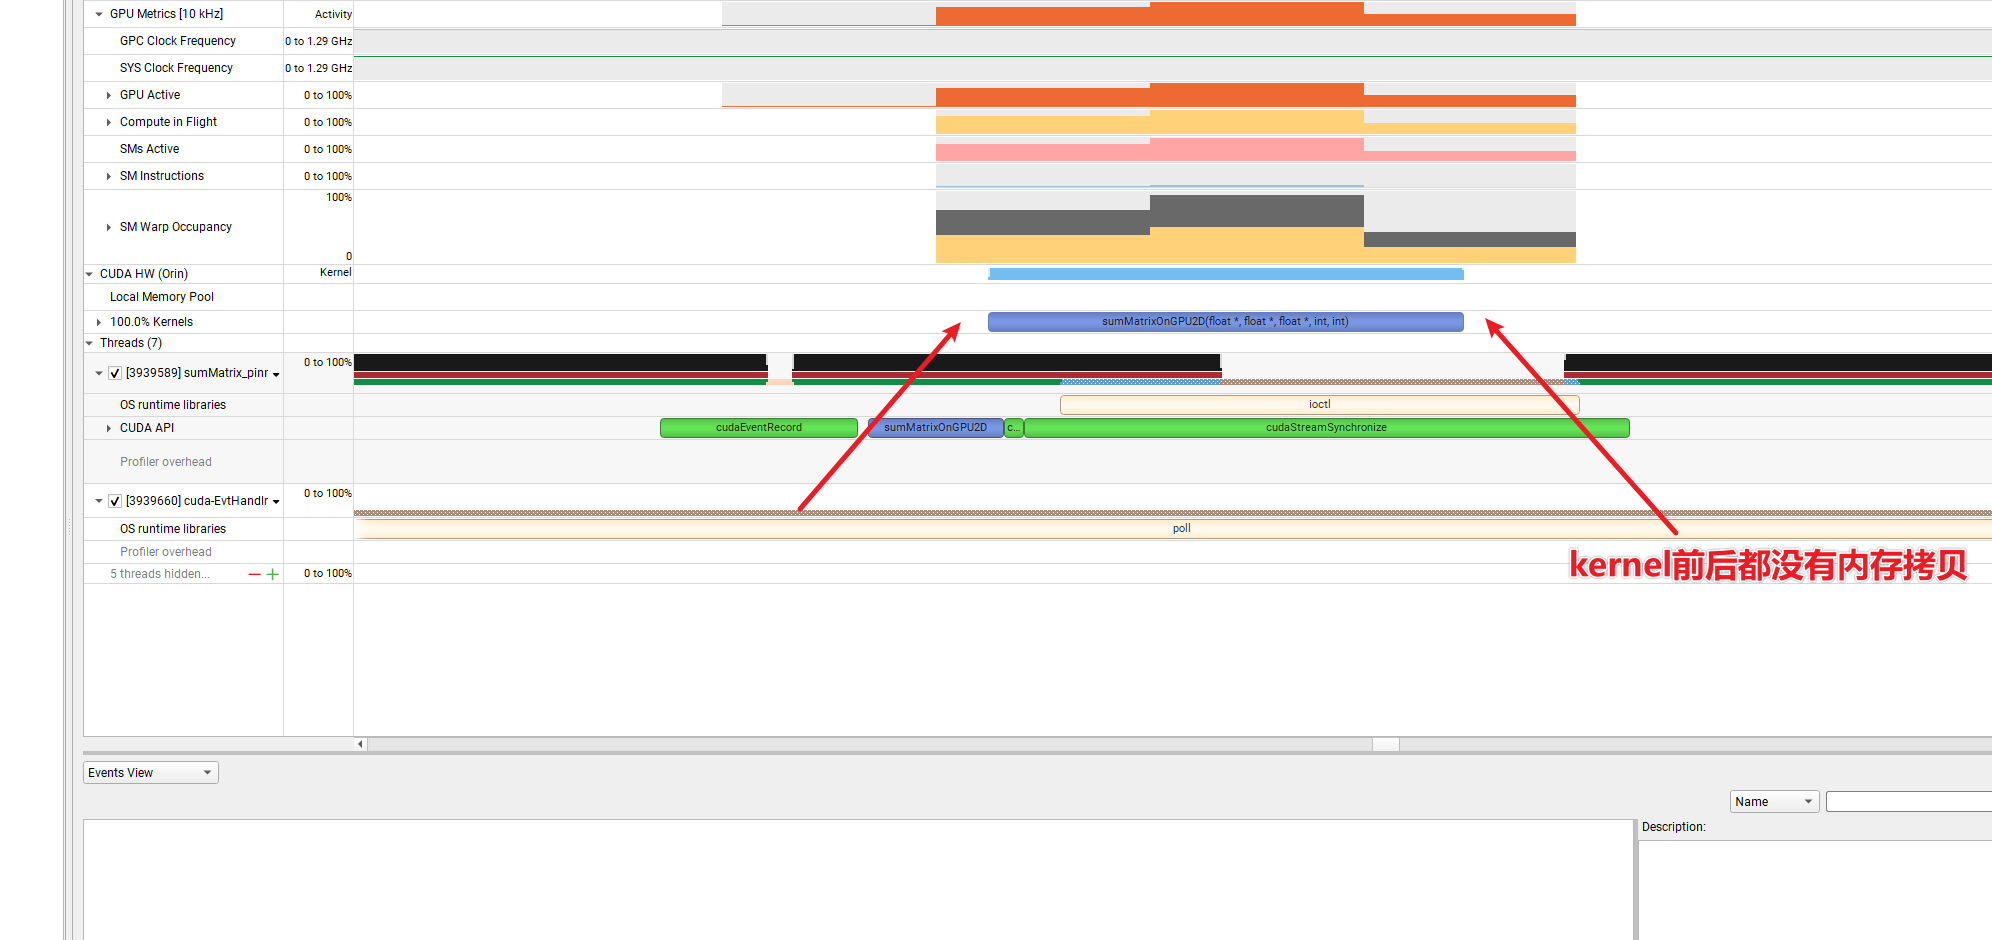 GPU Metrics [10 kHz] Activity
GPC Clock Frequency 0 to 1.29 GHz
SYS Clock Frequency 0 to 1.29 GHz
GPU Active 0 to 100%
Compute in Flight 0 to 100%
SMs Active 0 to 100%
SM Instructions 0 to 100%
100%
SM Warp Occupancy
0
CUDA HW (Orin) Kernel
Local Memory Pool
100.0% Kernels sumMatrixOnGPU2D(float *, float *, float *, int, int)
Threads (7)
0 to 100%
[3939589] sumMatrix_pinr
OS runtime libraries ioctl
CUDA API cudaEventRecord sumMatrixOnGPU2D c... cudaStreamSynchronize
Profiler overhead
0 to 100%
[3939660] cuda-EvtHandlr
OS runtime libraries poll
Profiler overhead
kernel前后都没有内存拷贝
5 threads hidden... 0 to 100%
Events View
Name
Description: